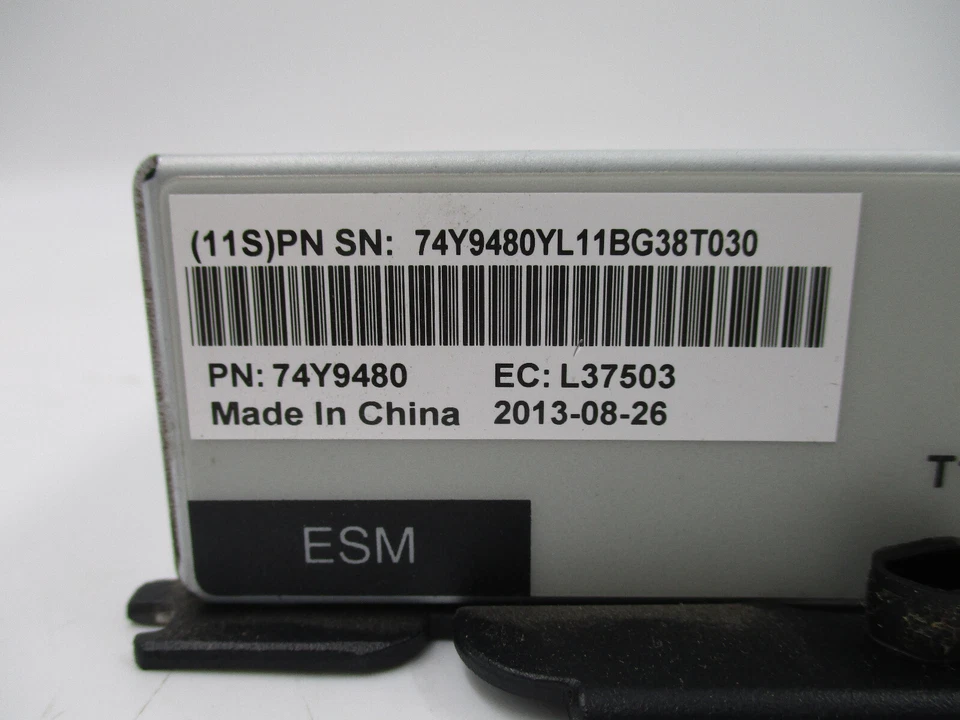 (11S)PN SN: 74Y9480YL11BG38T030
PN: 74Y9480 EC: L37503
Made In China 2013-08-26
ESM